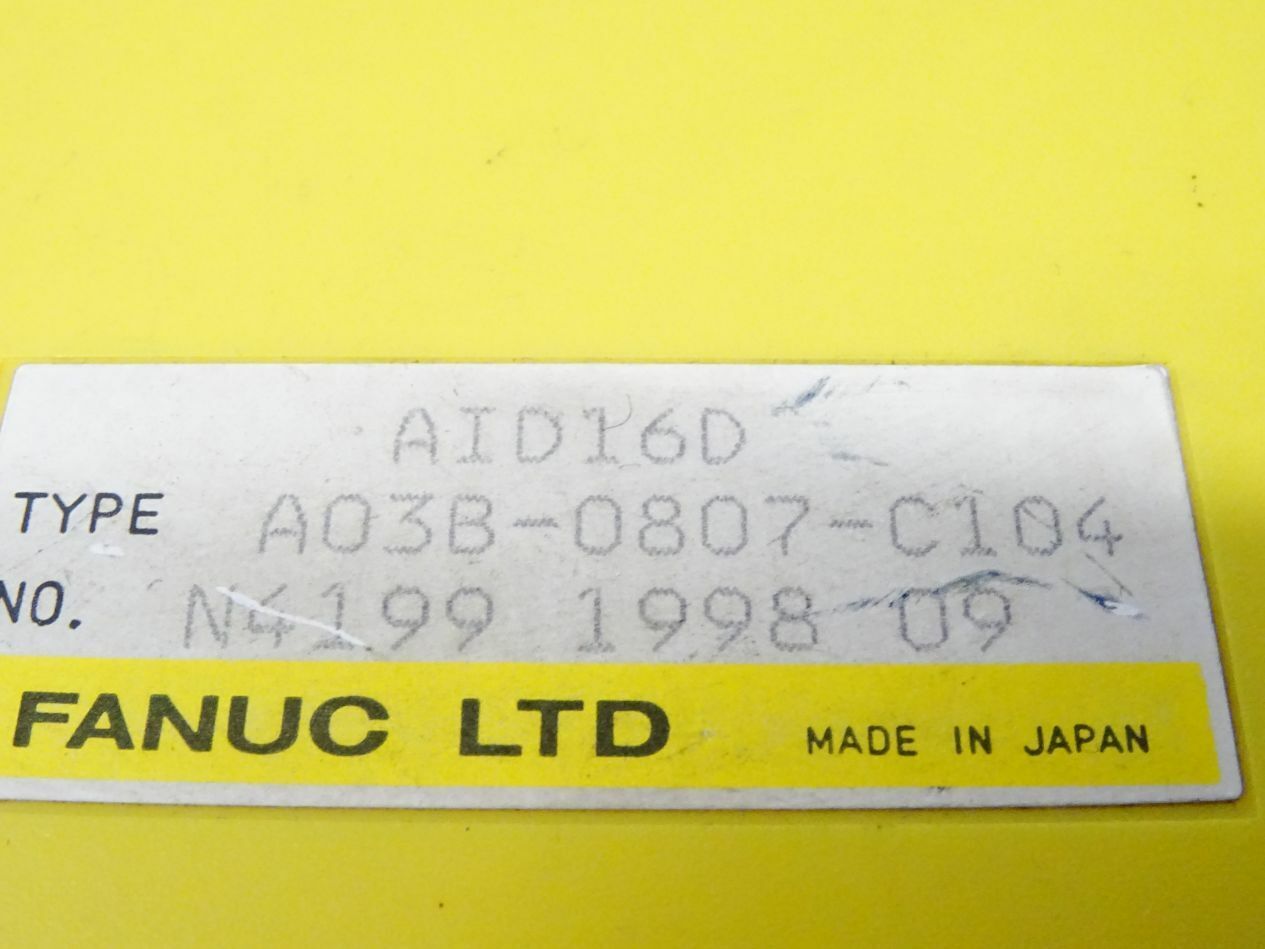 AID16D
TYPE A03B-0807-C104
NO. N4199 1998 09
FANUC LTD MADE IN JAPAN